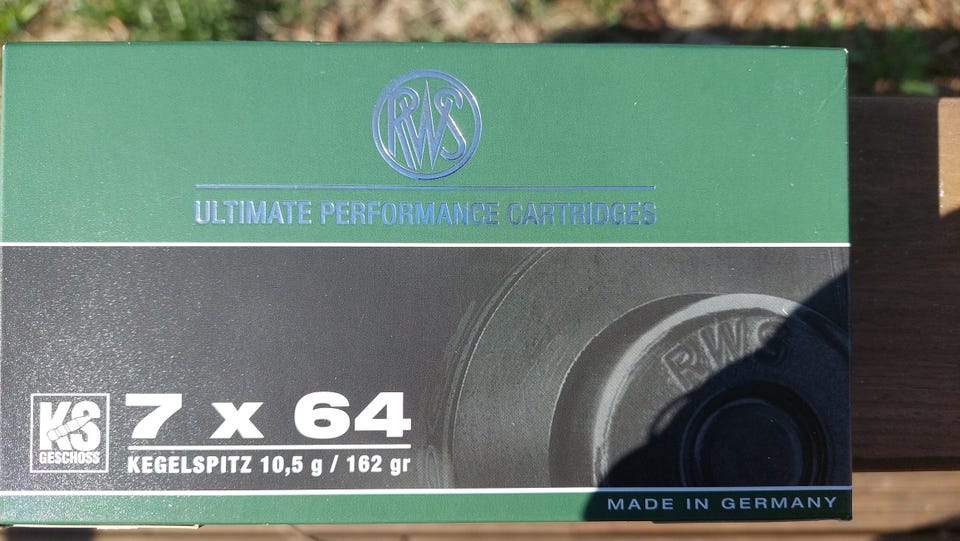 RWS
ULTIMATE PERFORMANCE CARTRIDGES
RWS
KS
GESCHOSS
7 x 64
KEGELSPITZ 10,5 g / 162 gr
MADE IN GERMANY